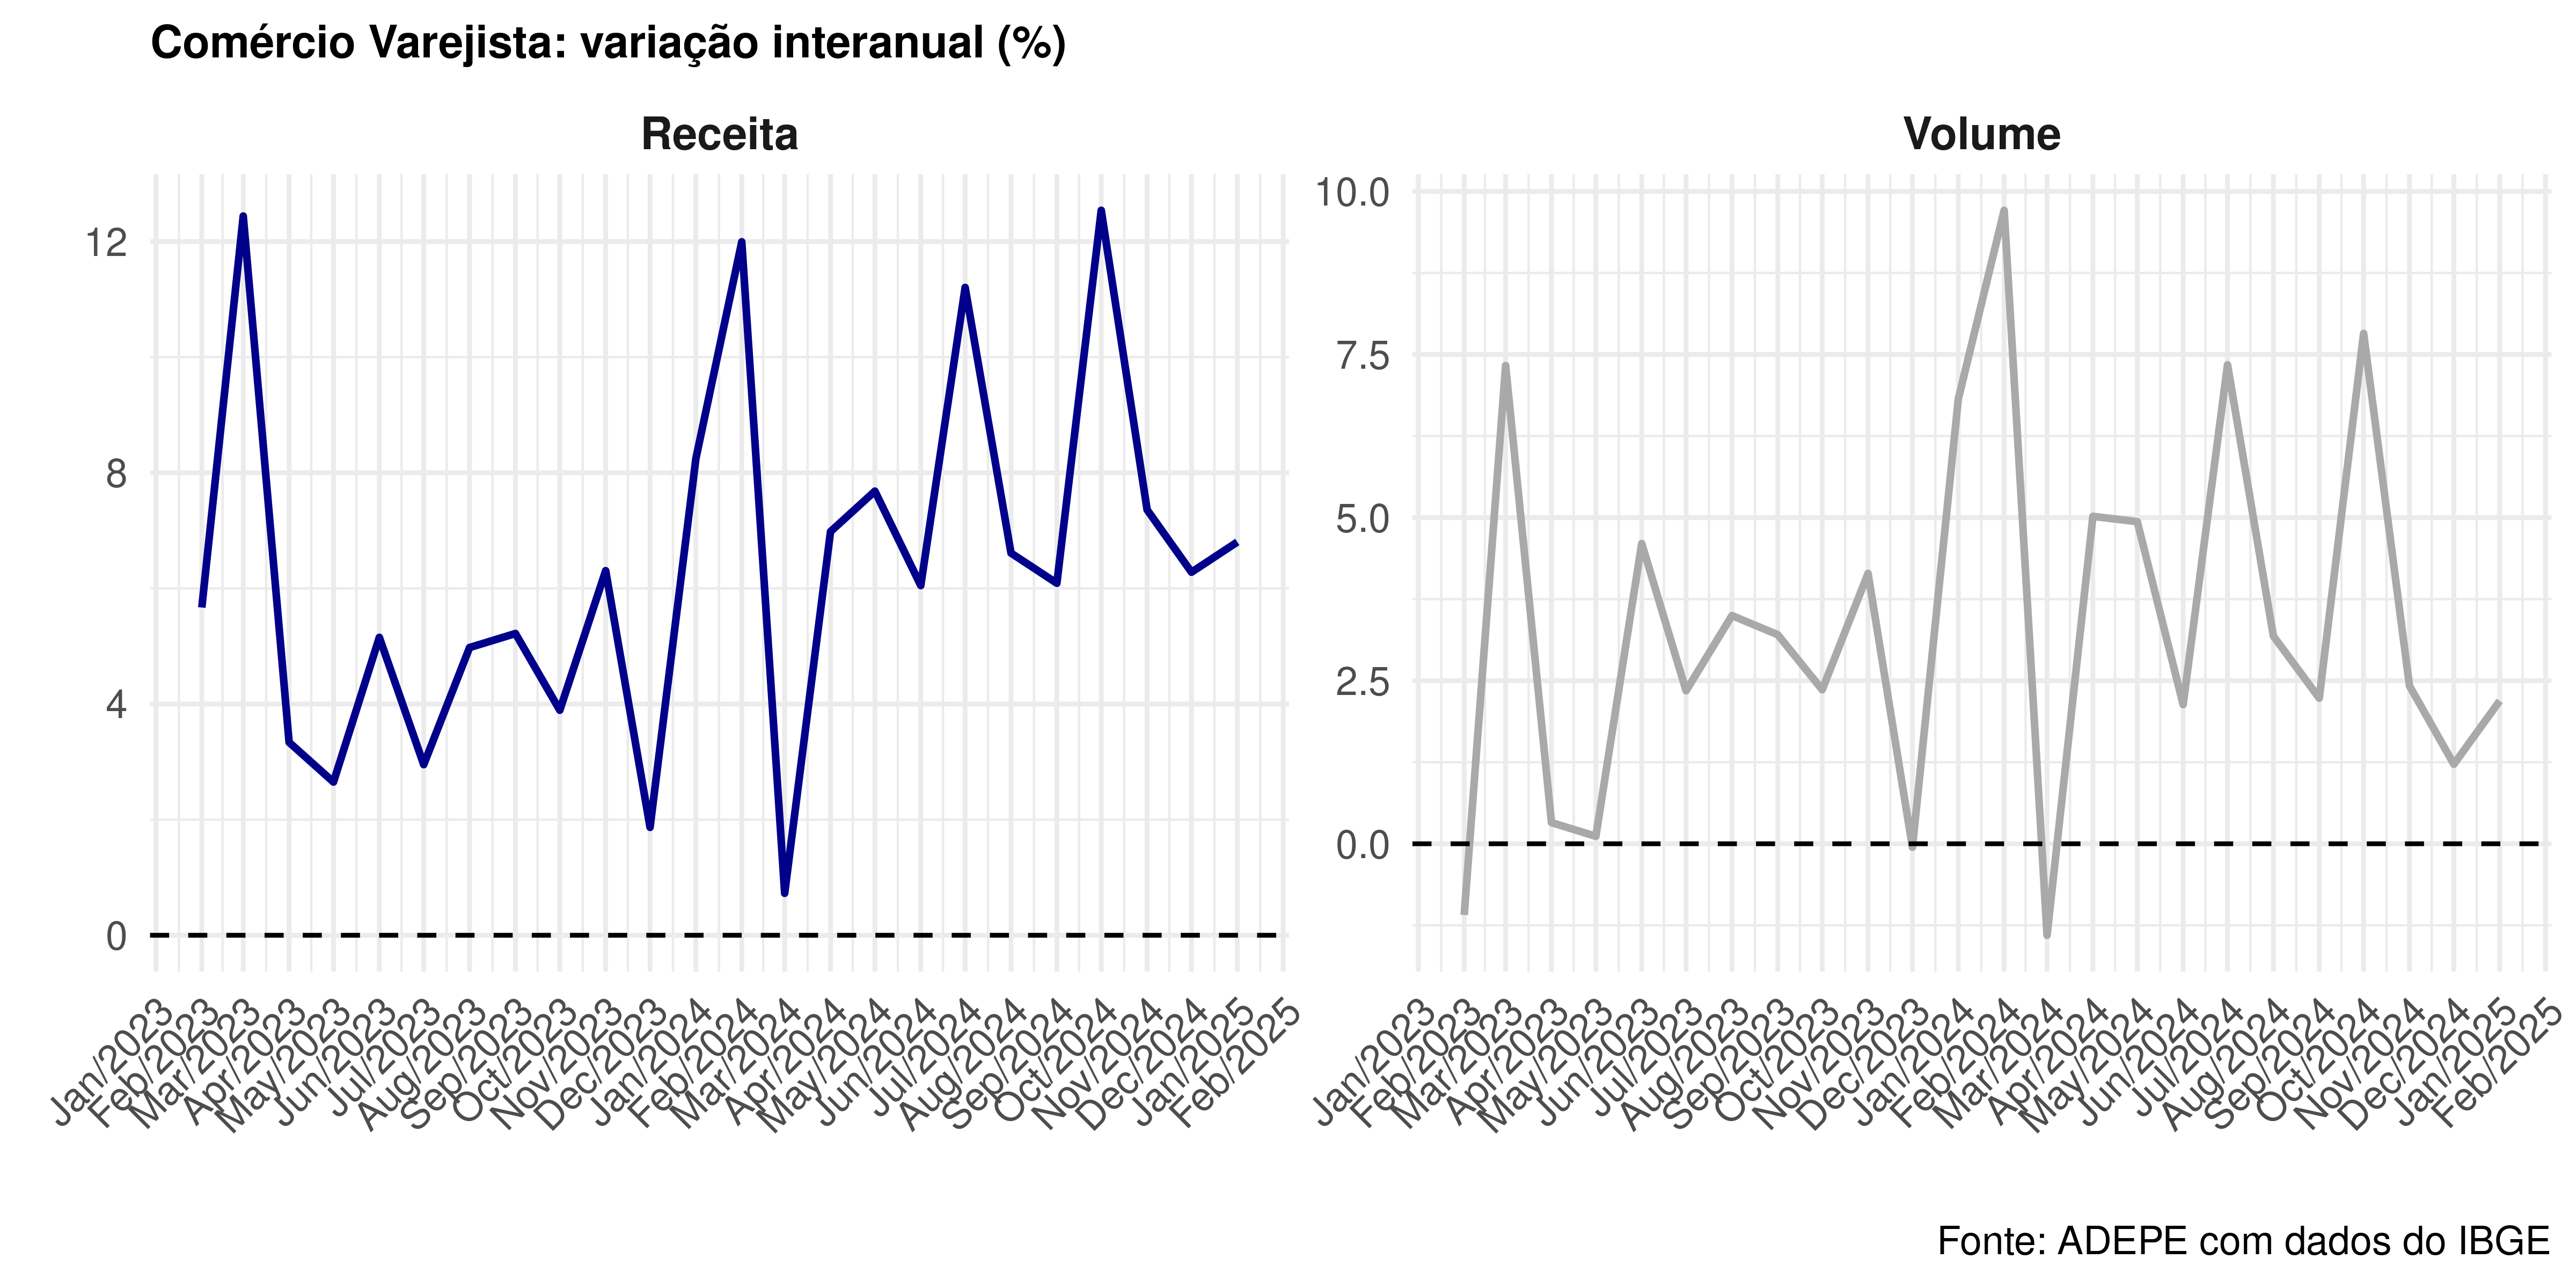 Comércio Varejista: variação interanual (%)
Receita
12
8
4
0
Jan/2023
Feb/2023
Mar/2023
Apr/2023
May/2023
Jun/2023
Jul/2023
Aug/2023
Sep/2023
Oct/2023
Nov/2023
Dec/2023
Jan/2024
Feb/2024
Mar/2024
Apr/2024
May/2024
Jun/2024
Jul/2024
Aug/2024
Sep/2024
Oct/2024
Nov/2024
Dec/2024
Jan/2025
Feb/2025
Volume
10.0
7.5
5.0
2.5
0.0
Jan/2023
Feb/2023
Mar/2023
Apr/2023
May/2023
Jun/2023
Jul/2023
Aug/2023
Sep/2023
Oct/2023
Nov/2023
Dec/2023
Jan/2024
Feb/2024
Mar/2024
Apr/2024
May/2024
Jun/2024
Jul/2024
Aug/2024
Sep/2024
Oct/2024
Nov/2024
Dec/2024
Jan/2025
Feb/2025
Fonte: ADEPE com dados do IBGE